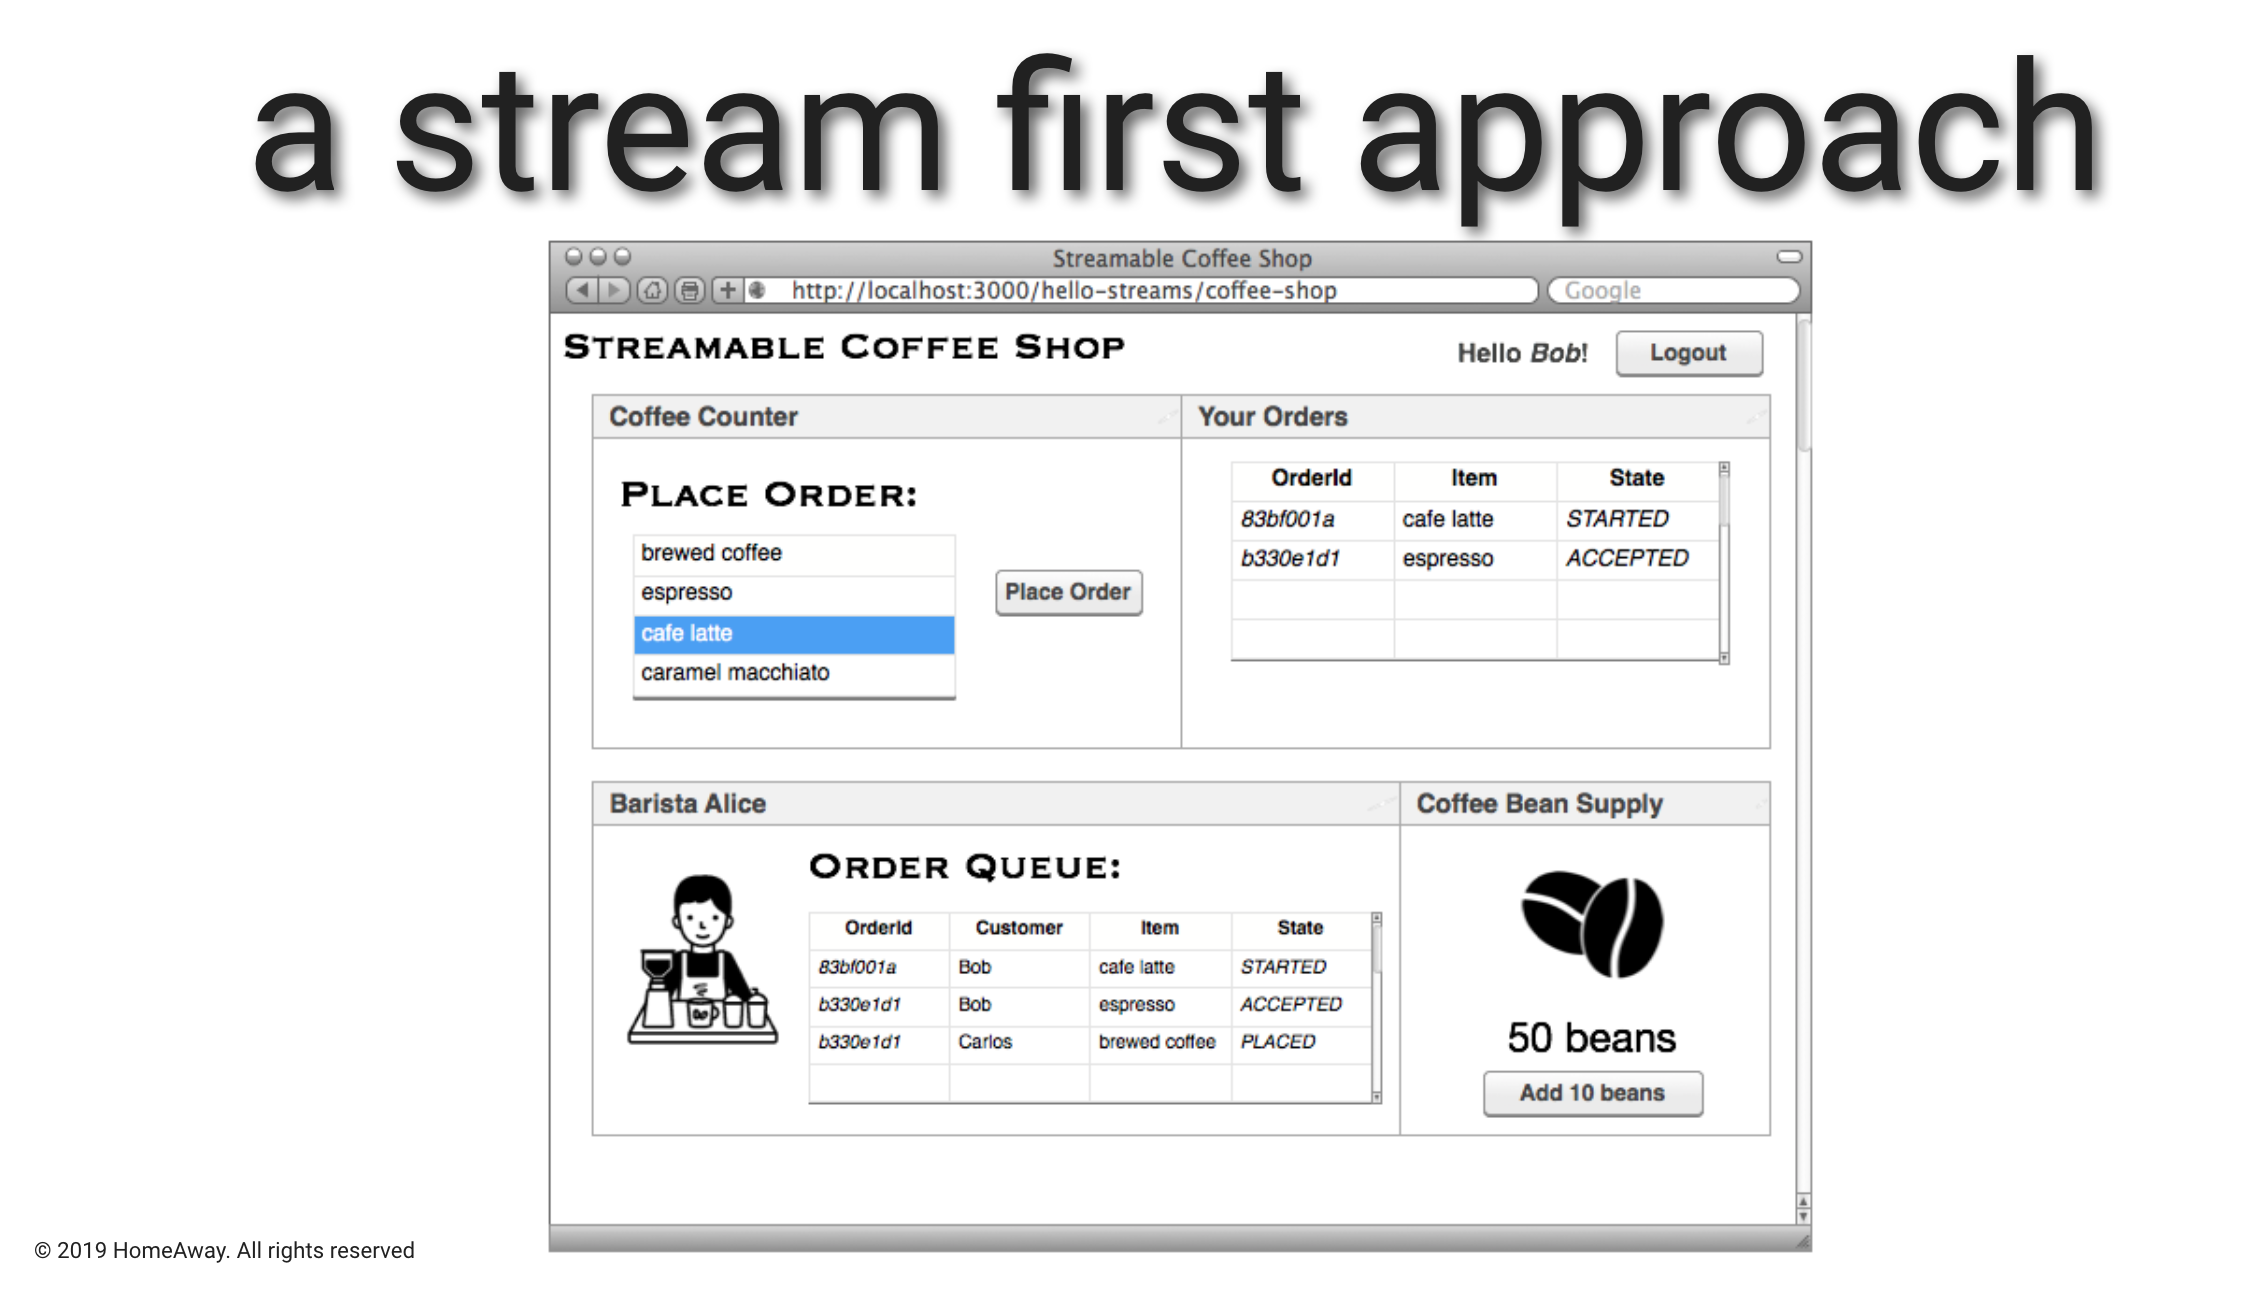 a stream first approach
Streamable Coffee Shop
http://localhost:3000/hello-streams/coffee-shop
Google
STREAMABLE COFFEE SHOP
Hello Bob!
Logout
Coffee Counter
PLACE ORDER:
brewed coffee
espresso
cafe latte
caramel macchiato
Place Order
Your Orders
OrderId Item State
83bf001a cafe latte STARTED
b330e1d1 espresso ACCEPTED
Barista Alice
ORDER QUEUE:
OrderId Customer Item State
83bf001a Bob cafe latte STARTED
b330e1d1 Bob espresso ACCEPTED
b330e1d1 Carlos brewed coffee PLACED
Coffee Bean Supply
50 beans
Add 10 beans
© 2019 HomeAway. All rights reserved